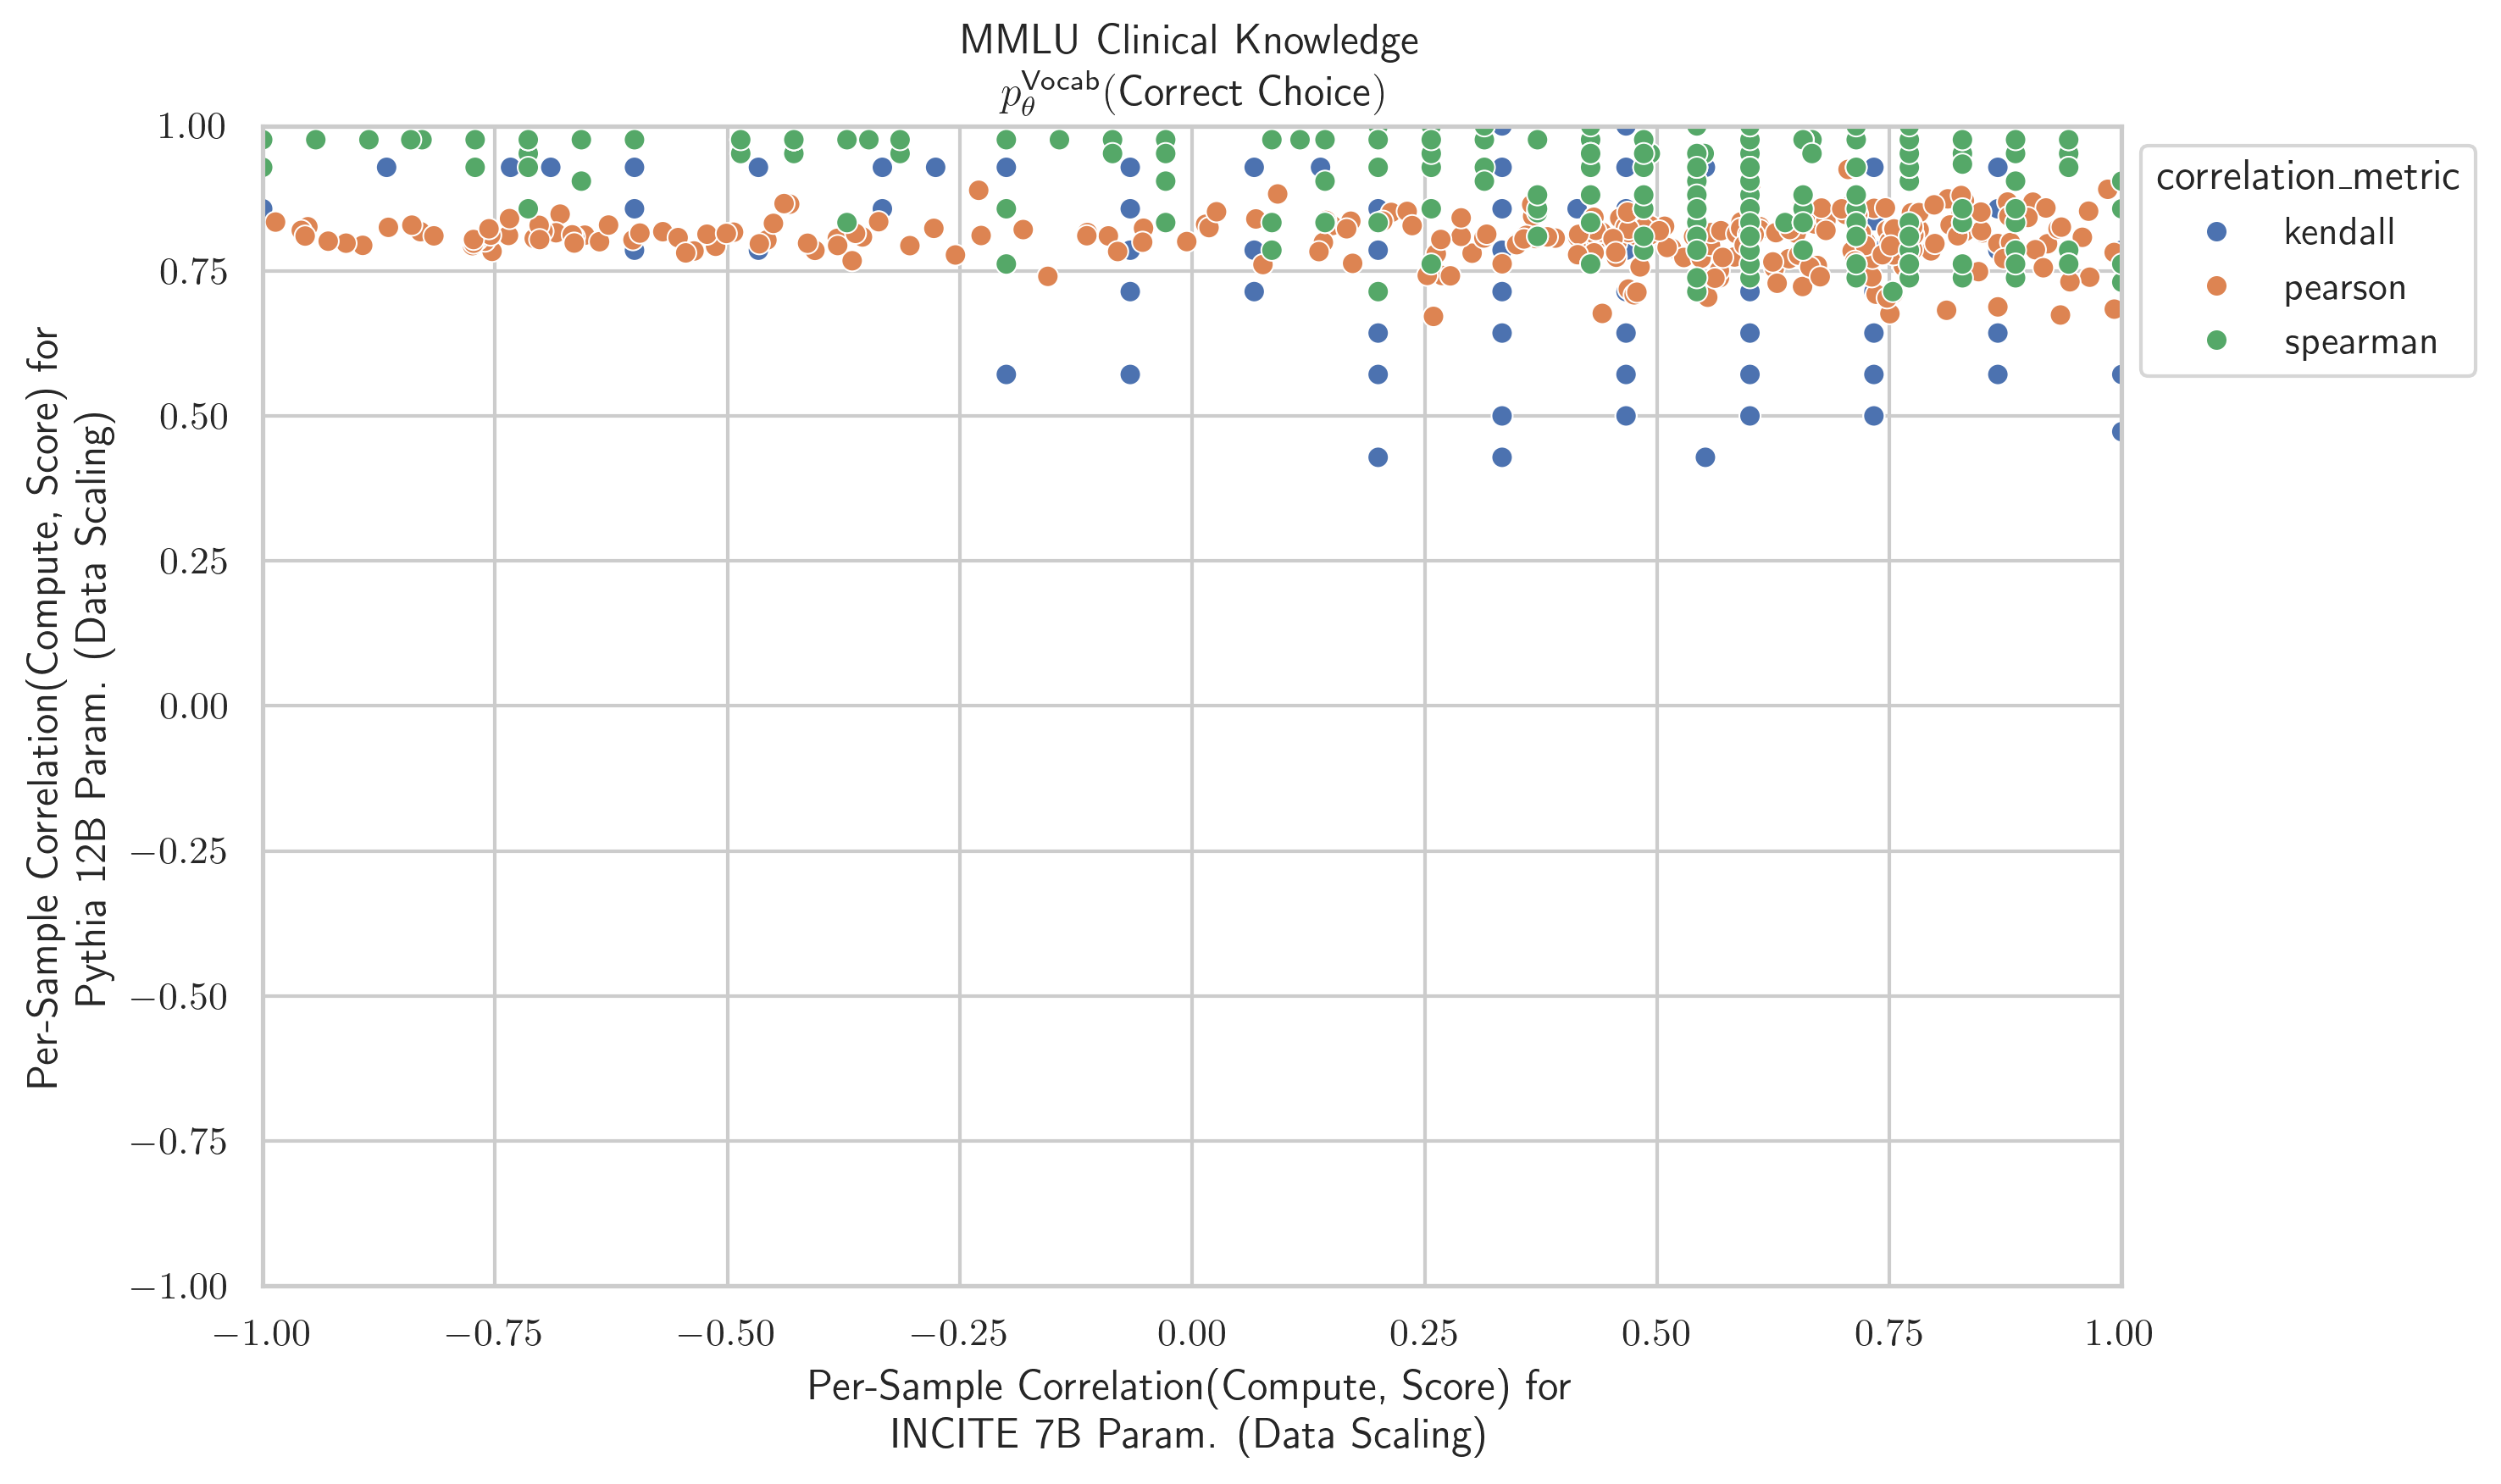 MMLU Clinical Knowledge
p_θ^Vocab(Correct Choice)
1.00
0.75
0.50
0.25
0.00
−0.25
−0.50
−0.75
−1.00
Per-Sample Correlation(Compute, Score) for
Pythia 12B Param. (Data Scaling)
−1.00 −0.75 −0.50 −0.25 0.00 0.25 0.50 0.75 1.00
Per-Sample Correlation(Compute, Score) for
INCITE 7B Param. (Data Scaling)
correlation_metric
kendall
pearson
spearman